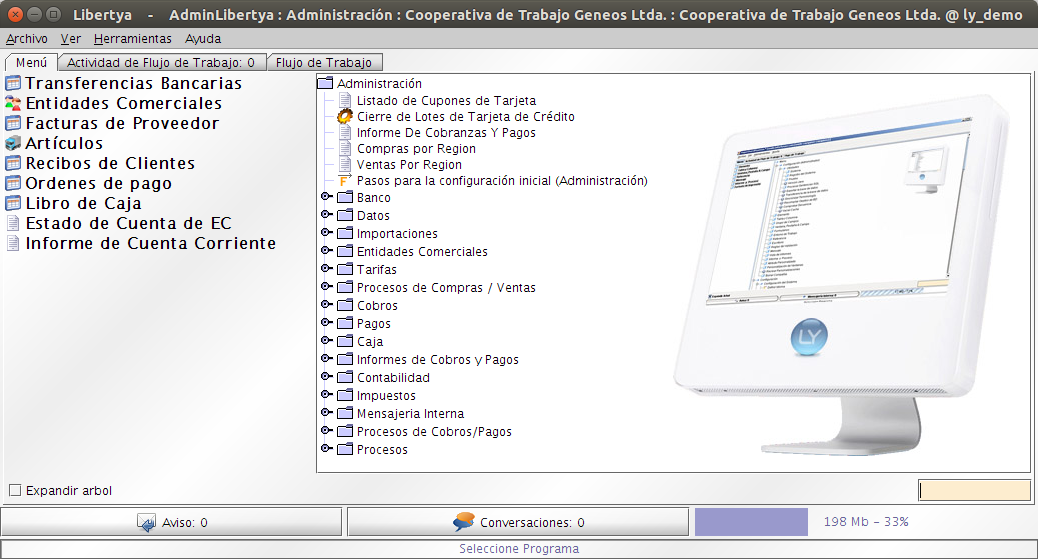 Libertya - AdminLibertya : Administración : Cooperativa de Trabajo Geneos Ltda. : Cooperativa de Trabajo Geneos Ltda. @ ly_demo
Archivo Ver Herramientas Ayuda
Menú Actividad de Flujo de Trabajo: 0 Flujo de Trabajo
Transferencias Bancarias
Entidades Comerciales
Facturas de Proveedor
Artículos
Recibos de Clientes
Ordenes de pago
Libro de Caja
Estado de Cuenta de EC
Informe de Cuenta Corriente
Administración
Listado de Cupones de Tarjeta
Cierre de Lotes de Tarjeta de Crédito
Informe De Cobranzas Y Pagos
Compras por Region
Ventas Por Region
Pasos para la configuración inicial (Administración)
Banco
Datos
Importaciones
Entidades Comerciales
Tarifas
Procesos de Compras / Ventas
Cobros
Pagos
Caja
Informes de Cobros y Pagos
Contabilidad
Impuestos
Mensajeria Interna
Procesos de Cobros/Pagos
Procesos
LY
Expandir arbol
Aviso: 0 Conversaciones: 0 198 Mb - 33%
Seleccione Programa